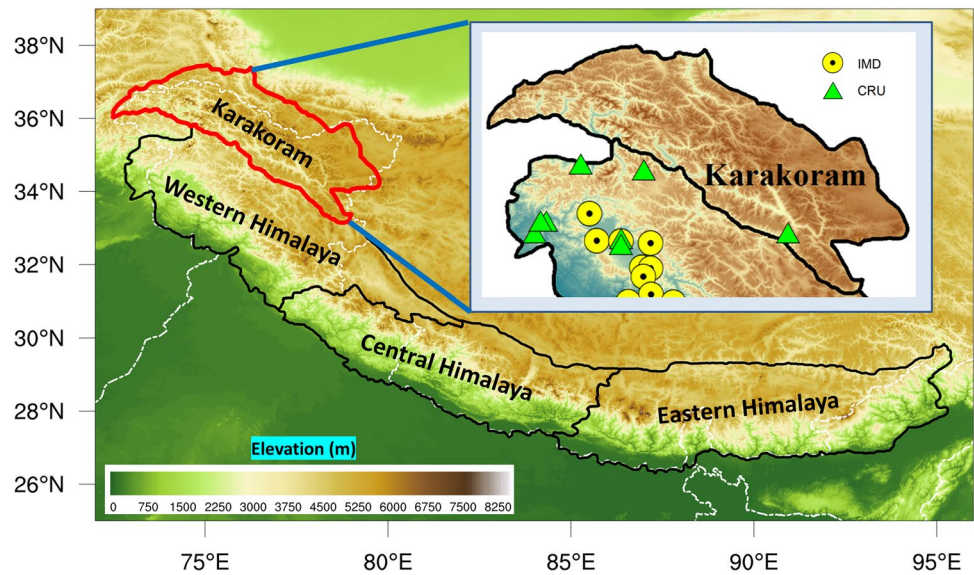 38°N
36°N
34°N
32°N
30°N
28°N
26°N
IMD
CRU
Karakoram
Karakoram
Western Himalaya
Central Himalaya
Eastern Himalaya
Elevation (m)
0 750 1500 2250 3000 3750 4500 5250 6000 6750 7500 8250
75°E 80°E 85°E 90°E 95°E